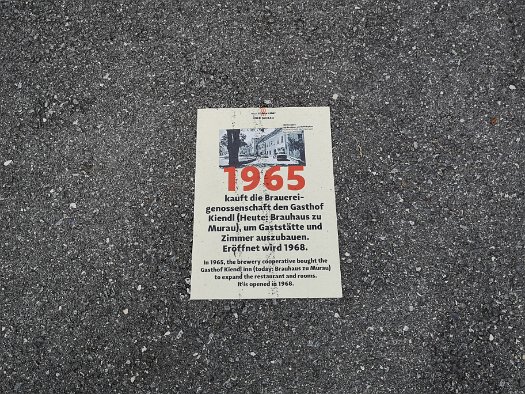 1965
kauft die Brauerei-
genossenschaft den Gasthof
Kiendl (Heute: Brauhaus zu
Murau), um Gaststätte und
Zimmer auszubauen.
Eröffnet wird 1968.
In 1965, the brewery cooperative bought the
Gasthof Kiendl inn (today: Brauhaus zu Murau)
to expand the restaurant and rooms.
It is opened in 1968.